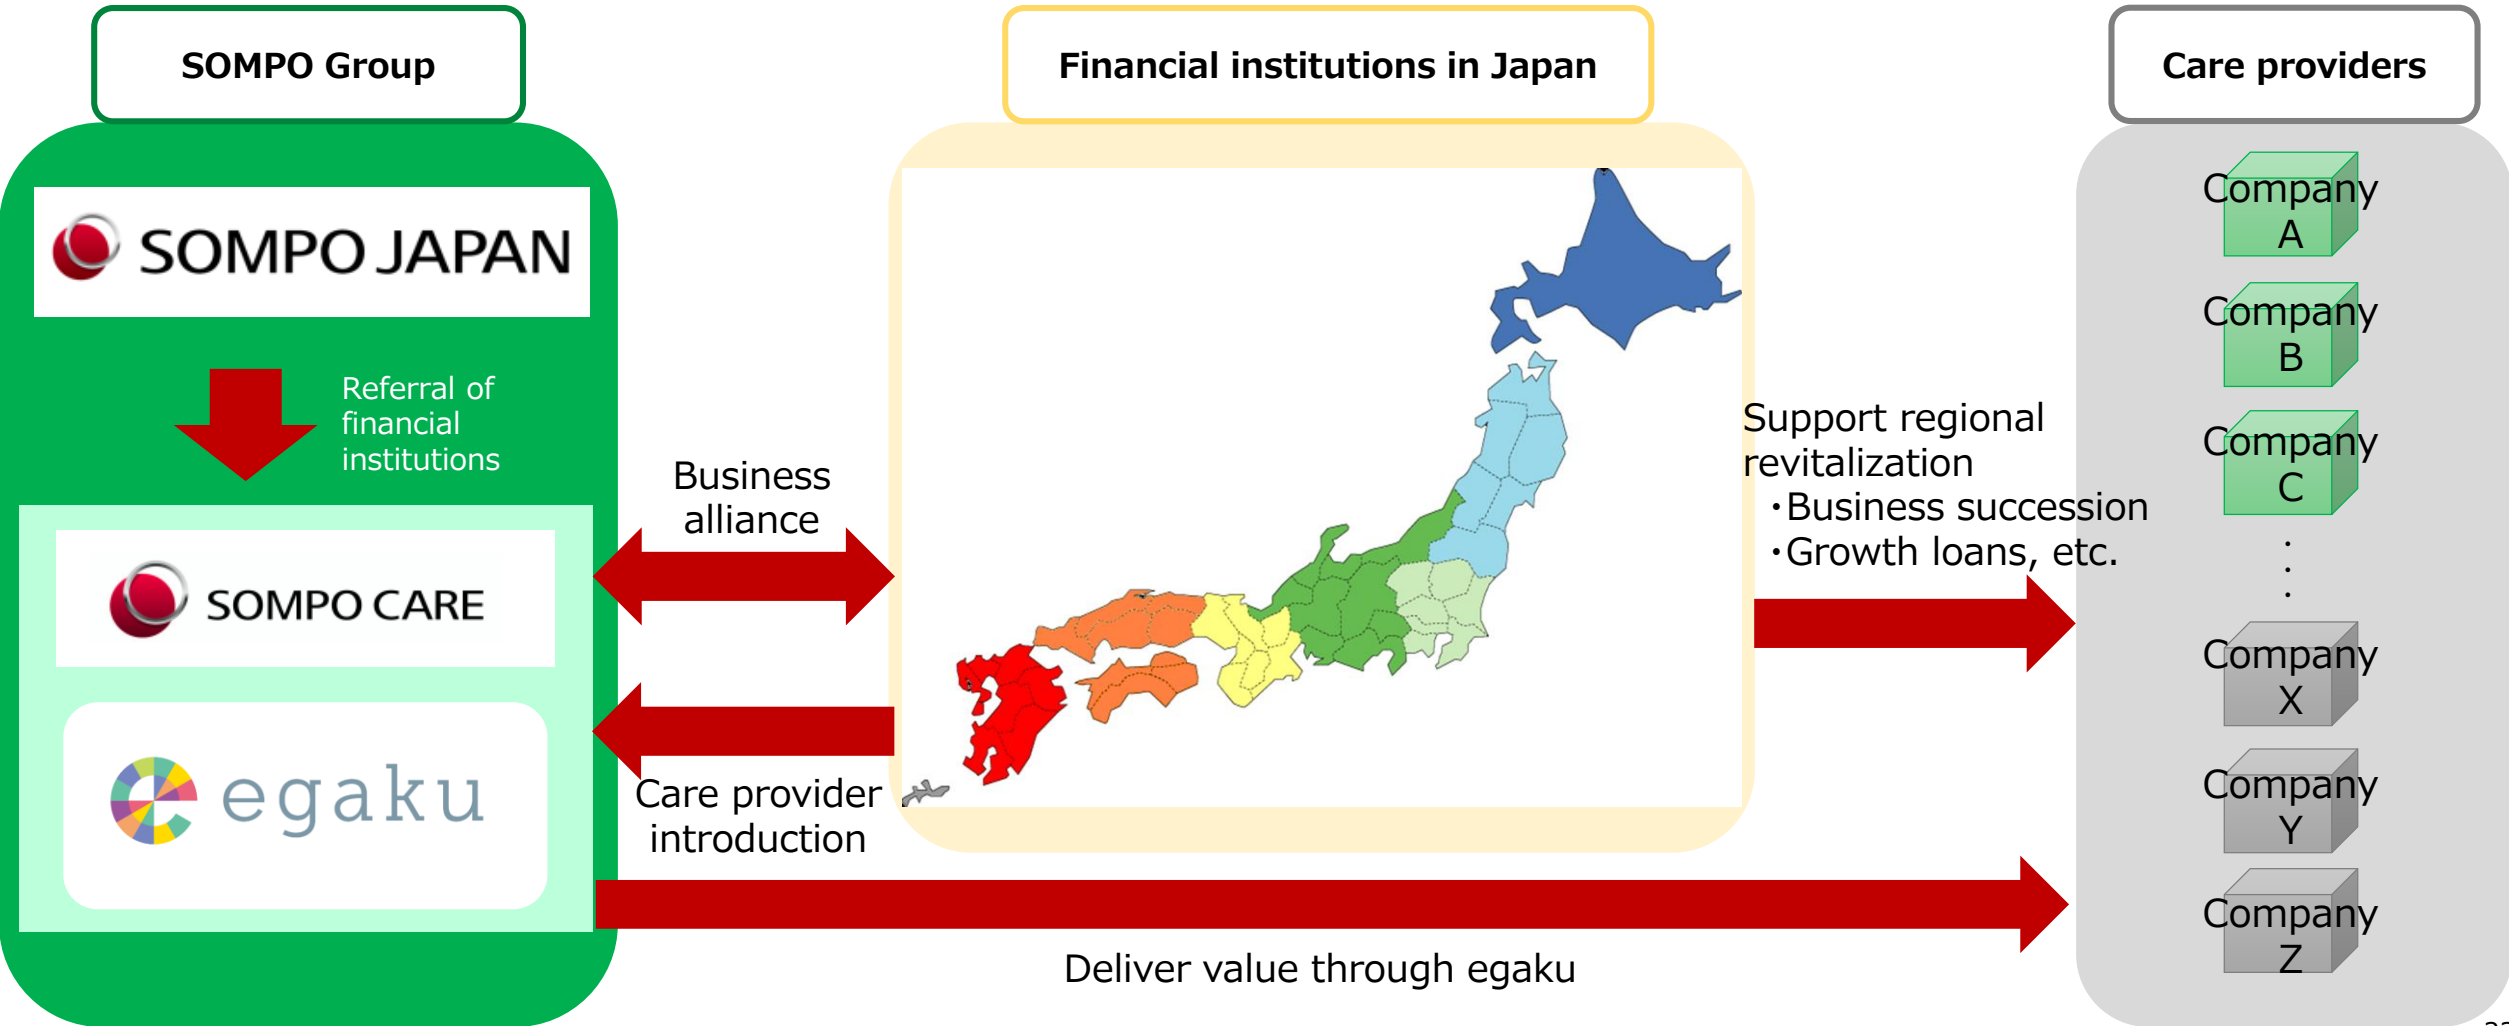 SOMPO Group
SOMPO JAPAN
Referral of
financial
institutions
SOMPO CARE
egaku
Business
alliance
Care provider
introduction
Financial institutions in Japan
Support regional
revitalization
・Business succession
・Growth loans, etc.
Deliver value through egaku
Care providers
Company
A
Company
B
Company
C
・
・
・
Company
X
Company
Y
Company
Z